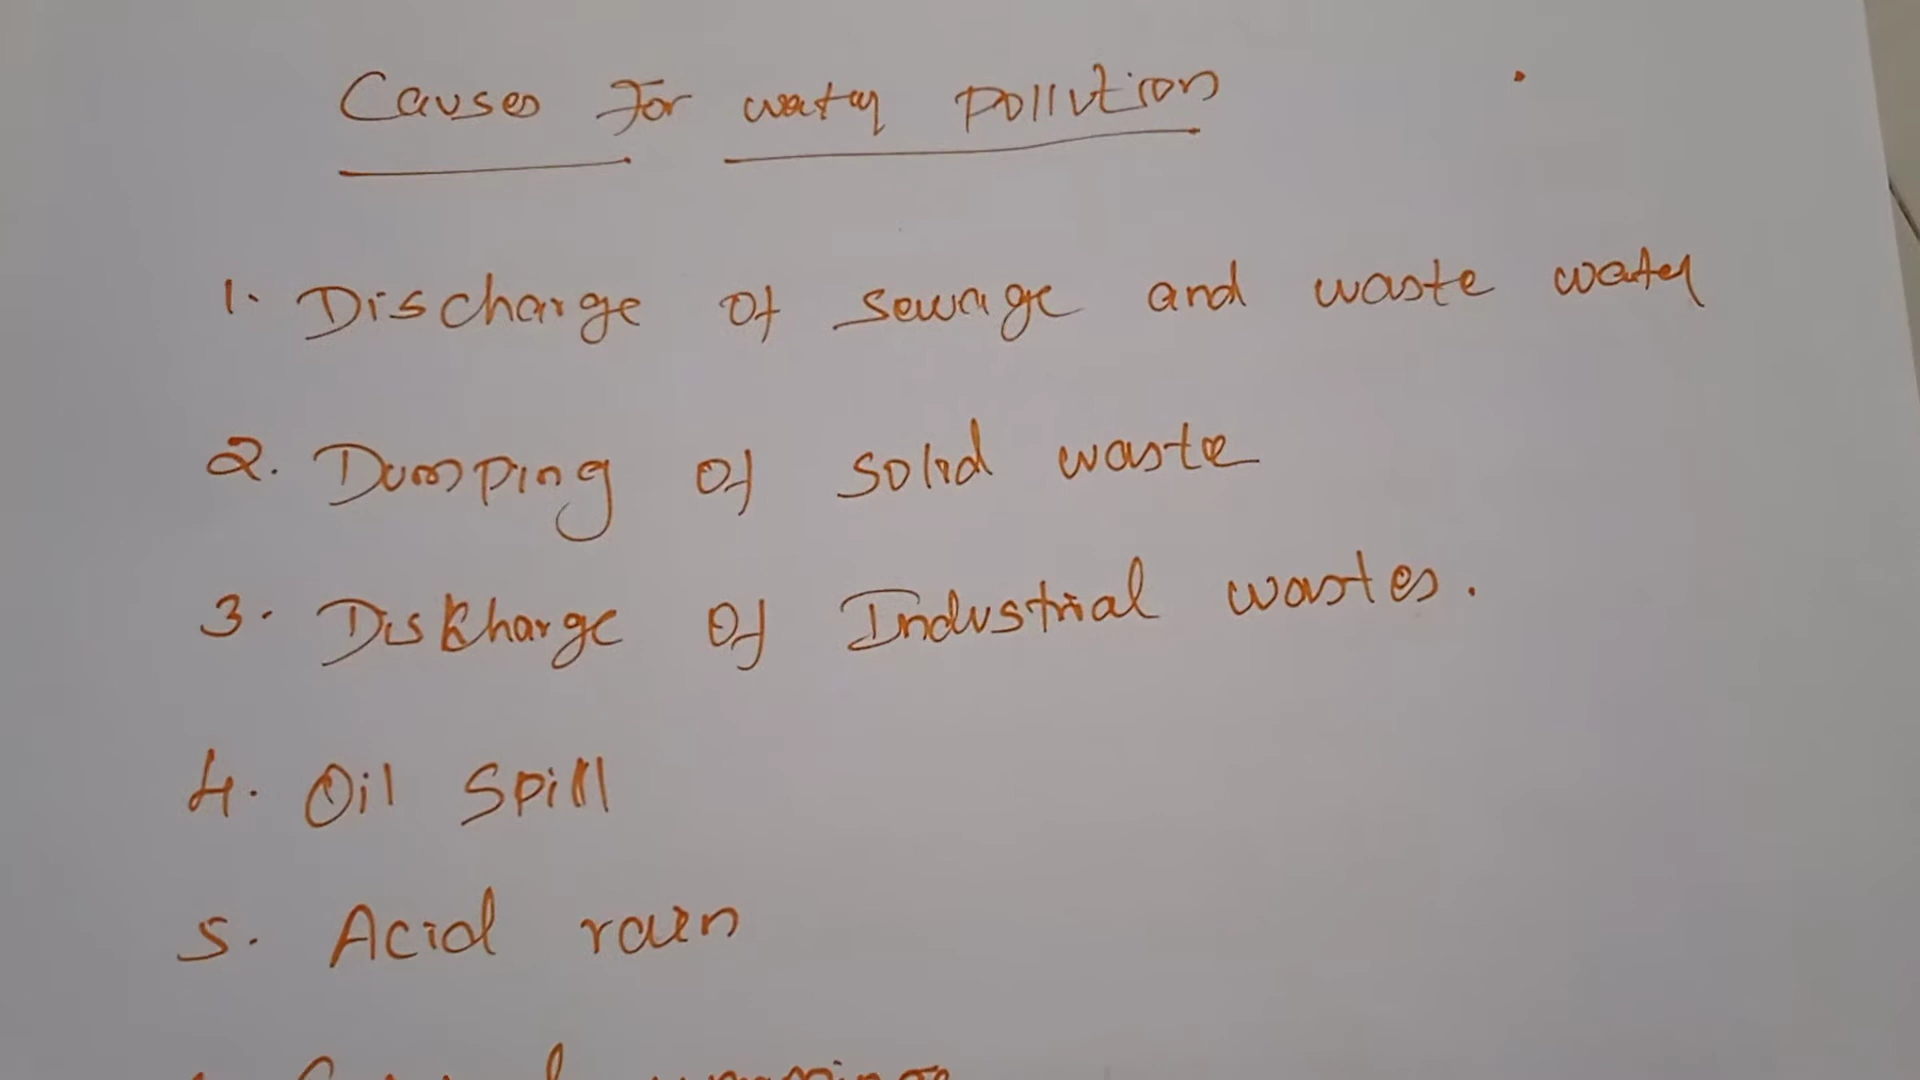 Causes For water pollution
1. Discharge of sewage and waste water
2. Dumping of solid waste
3. Discharge of Industrial wastes.
4. Oil Spill
5. Acid rain